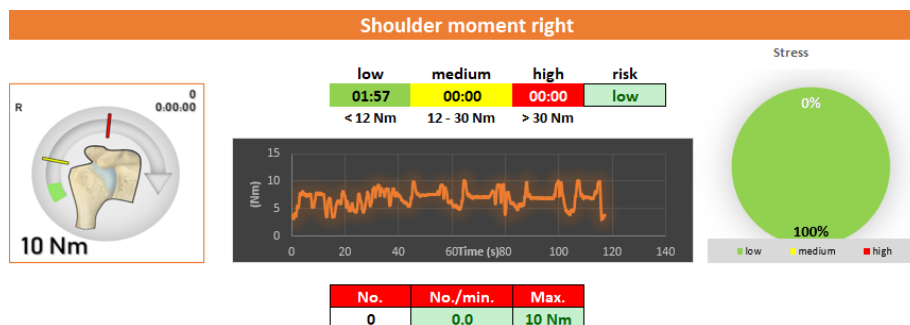 Shoulder moment right
Stress
low medium high risk
01:57 00:00 00:00 low
< 12 Nm 12 - 30 Nm > 30 Nm
0
R 0:00:00
10 Nm
15
10
5
0
(Nm)
0 20 40 60 Time (s) 80 100 120 140
0%
100%
low medium high
No. No./min. Max.
0 0.0 10 Nm